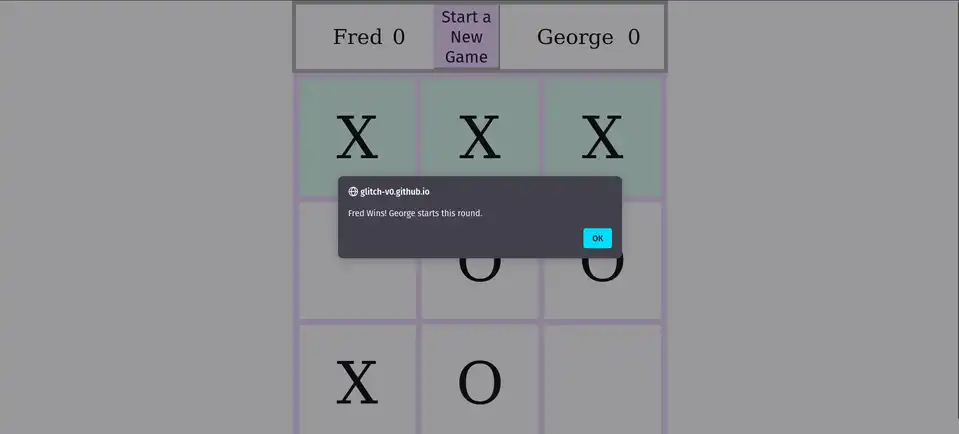 Fred 0
Start a
New
Game
George 0
X X X
glitch-v0.github.io
Fred Wins! George starts this round.
OK
O O
X O